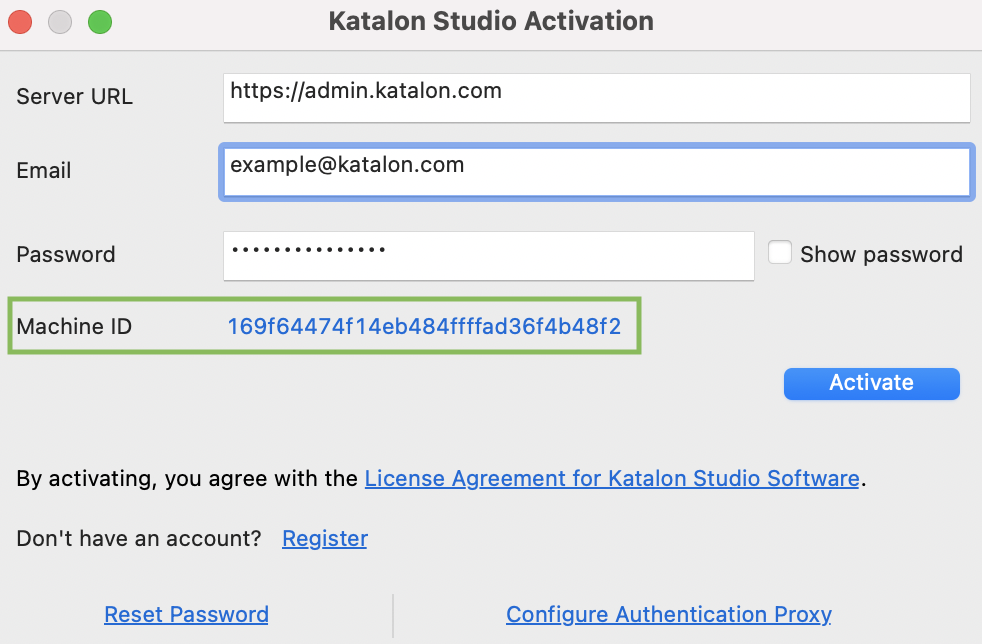 Katalon Studio Activation
Server URL https://admin.katalon.com
Email example@katalon.com
Password ••••••••••••••• Show password
Machine ID 169f64474f14eb484ffffad36f4b48f2
Activate
By activating, you agree with the License Agreement for Katalon Studio Software.
Don't have an account? Register
Reset Password Configure Authentication Proxy